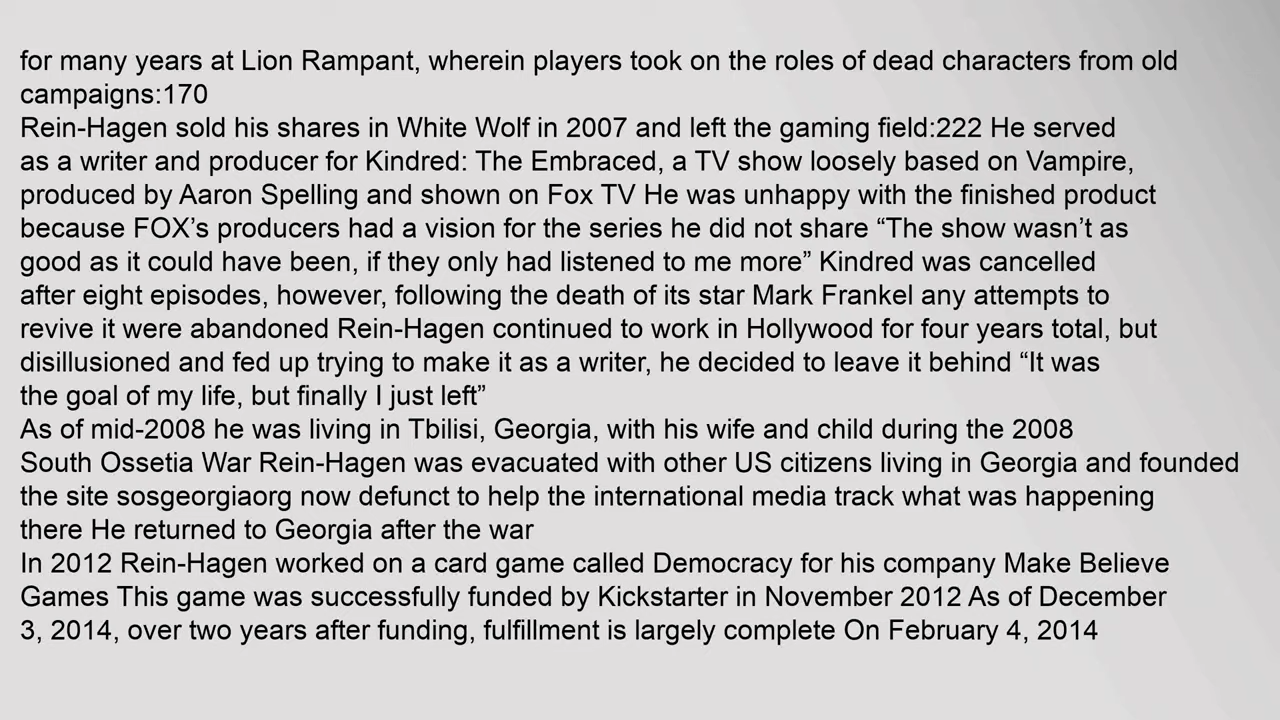 for many years at Lion Rampant, wherein players took on the roles of dead characters from old
campaigns:170
Rein-Hagen sold his shares in White Wolf in 2007 and left the gaming field:222 He served
as a writer and producer for Kindred: The Embraced, a TV show loosely based on Vampire,
produced by Aaron Spelling and shown on Fox TV He was unhappy with the finished product
because FOX’s producers had a vision for the series he did not share “The show wasn’t as
good as it could have been, if they only had listened to me more” Kindred was cancelled
after eight episodes, however, following the death of its star Mark Frankel any attempts to
revive it were abandoned Rein-Hagen continued to work in Hollywood for four years total, but
disillusioned and fed up trying to make it as a writer, he decided to leave it behind “It was
the goal of my life, but finally I just left”
As of mid-2008 he was living in Tbilisi, Georgia, with his wife and child during the 2008
South Ossetia War Rein-Hagen was evacuated with other US citizens living in Georgia and founded
the site sosgeorgiaorg now defunct to help the international media track what was happening
there He returned to Georgia after the war
In 2012 Rein-Hagen worked on a card game called Democracy for his company Make Believe
Games This game was successfully funded by Kickstarter in November 2012 As of December
3, 2014, over two years after funding, fulfillment is largely complete On February 4, 2014